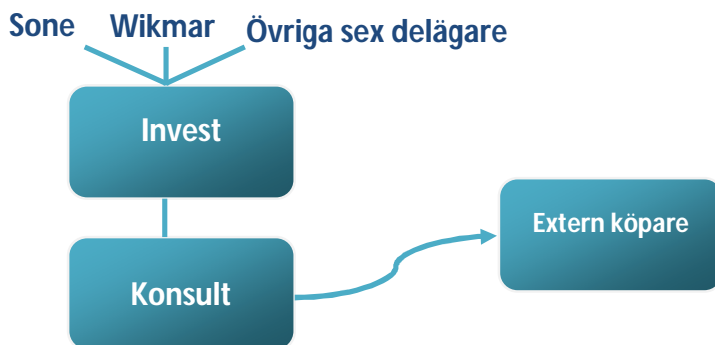 Sone Wikmar Övriga sex delägare
Invest
Extern köpare
Konsult